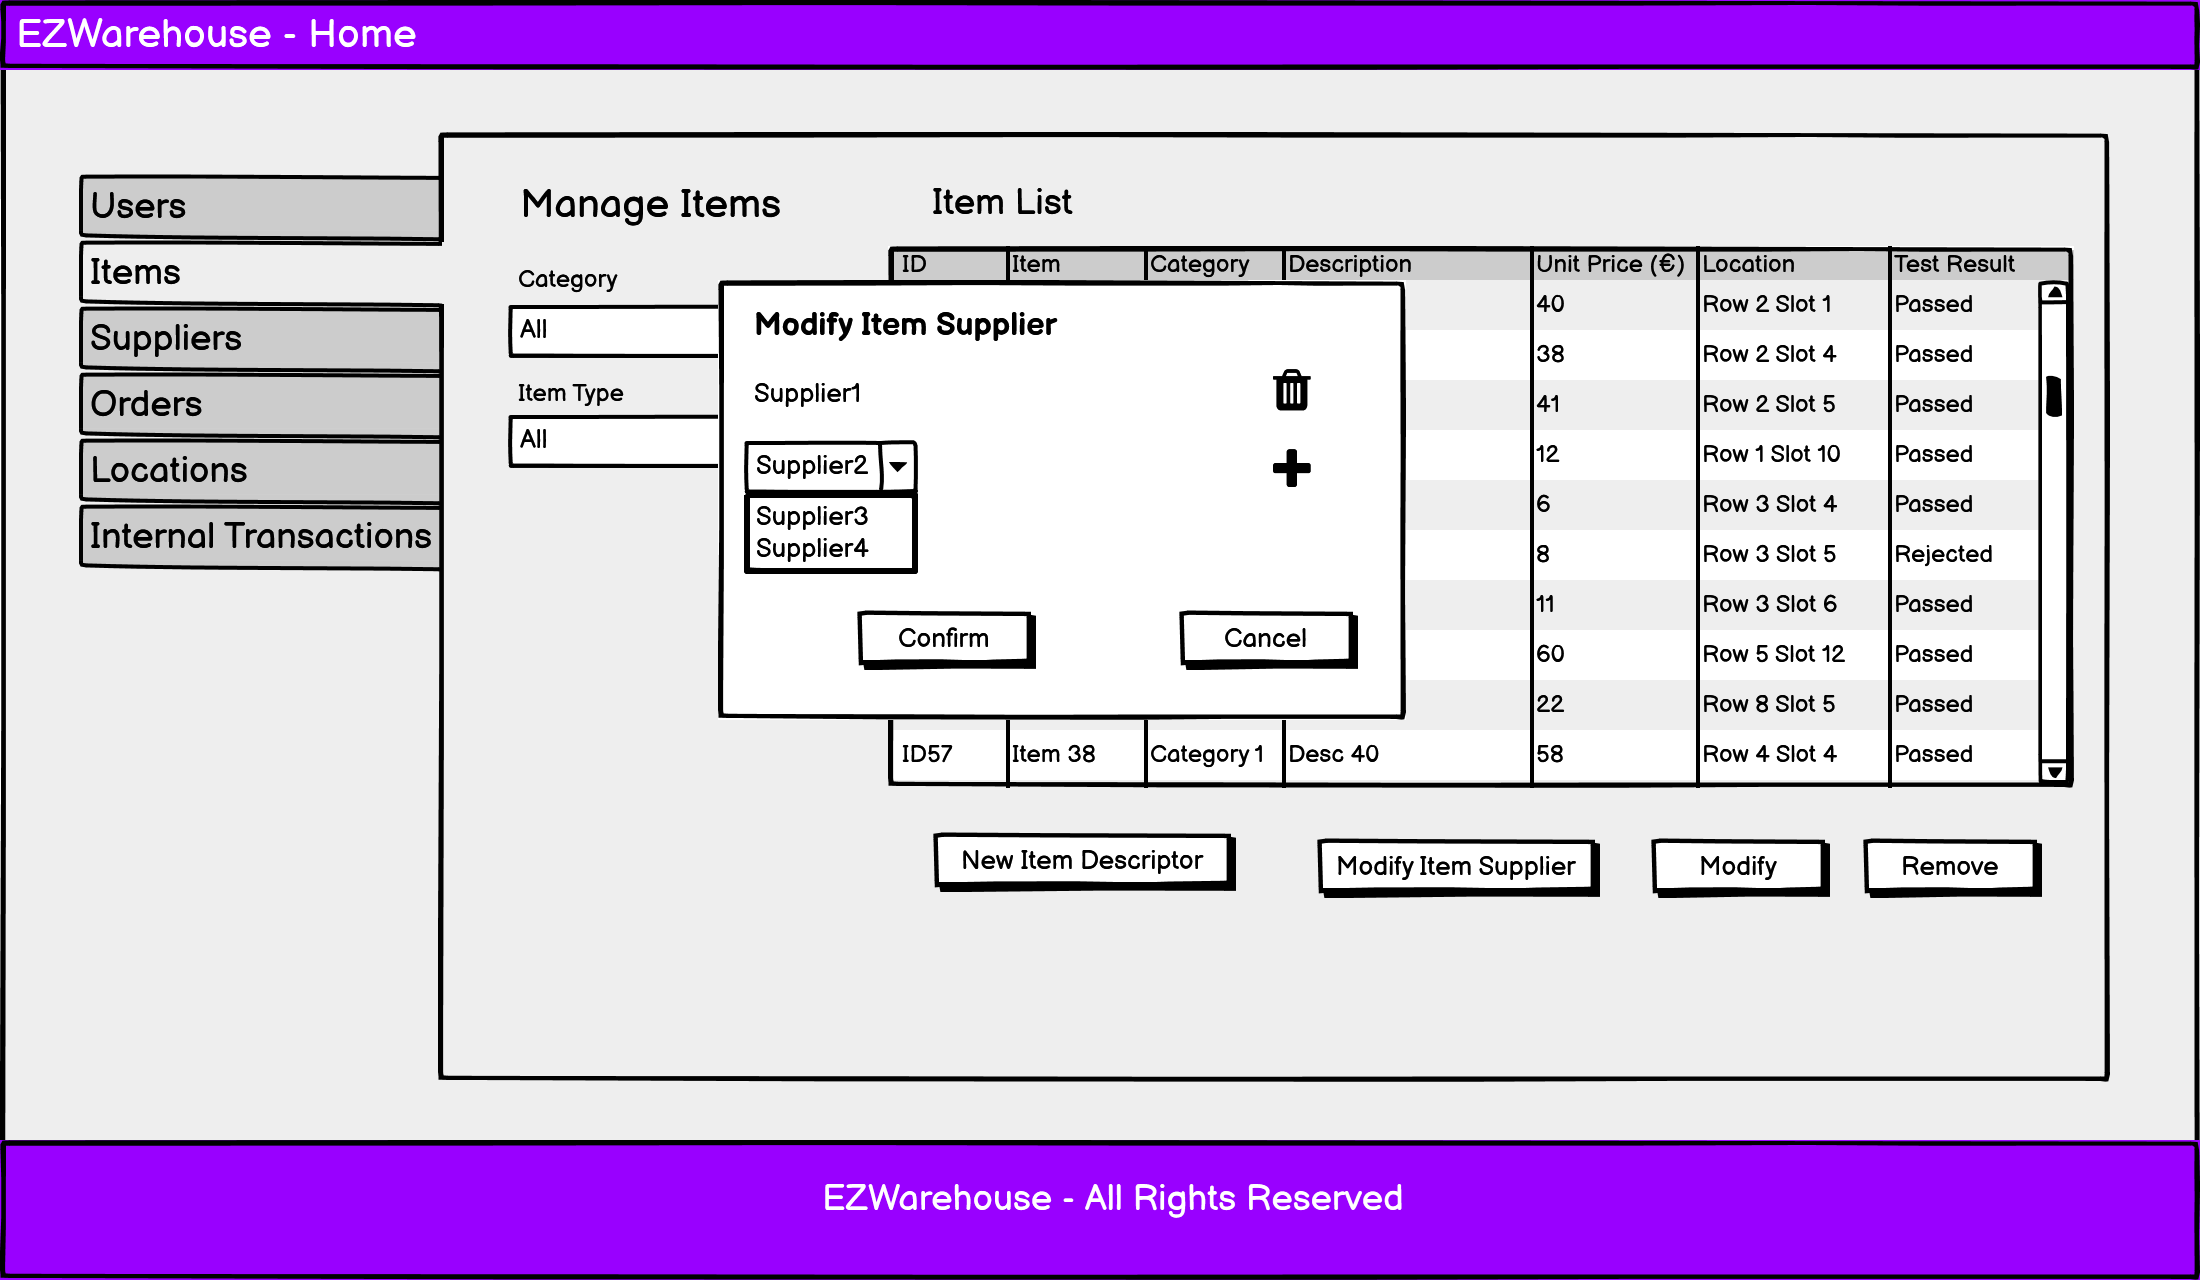 EZWarehouse - Home
Users
Items
Suppliers
Orders
Locations
Internal Transactions
Manage Items
Category
All
Item Type
All
Item List
ID Item Category Description Unit Price (€) Location Test Result
40 Row 2 Slot 1 Passed
38 Row 2 Slot 4 Passed
41 Row 2 Slot 5 Passed
12 Row 1 Slot 10 Passed
6 Row 3 Slot 4 Passed
8 Row 3 Slot 5 Rejected
11 Row 3 Slot 6 Passed
60 Row 5 Slot 12 Passed
22 Row 8 Slot 5 Passed
ID57 Item 38 Category 1 Desc 40 58 Row 4 Slot 4 Passed
Modify Item Supplier
Supplier1
Supplier2
Supplier3
Supplier4
Confirm Cancel
New Item Descriptor Modify Item Supplier Modify Remove
EZWarehouse - All Rights Reserved